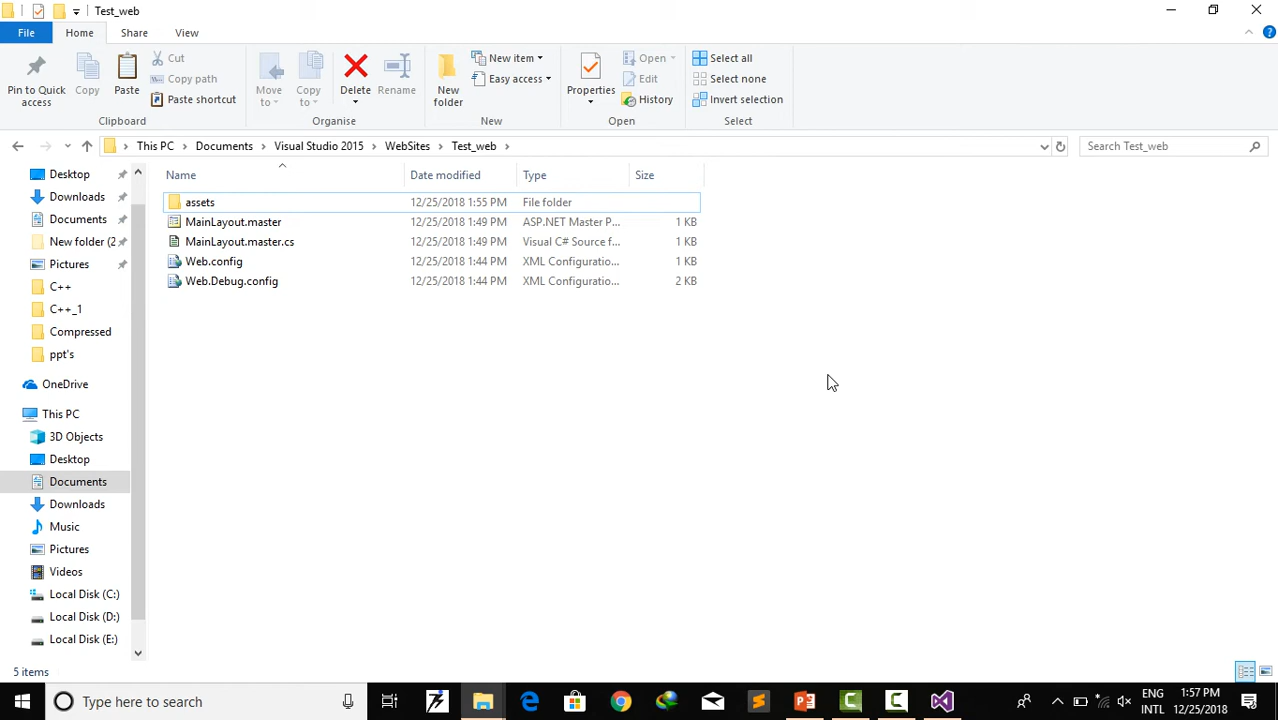 Test_web
File Home Share View
Pin to Quick access Copy Paste Cut Copy path Paste shortcut Move to Copy to Delete Rename New folder New item Easy access Properties Open Edit History Select all Select none Invert selection
Clipboard Organise New Open Select
This PC Documents Visual Studio 2015 WebSites Test_web Search Test_web
Name Date modified Type Size
assets 12/25/2018 1:55 PM File folder
MainLayout.master 12/25/2018 1:49 PM ASP.NET Master P... 1 KB
MainLayout.master.cs 12/25/2018 1:49 PM Visual C# Source f... 1 KB
Web.config 12/25/2018 1:44 PM XML Configuratio... 1 KB
Web.Debug.config 12/25/2018 1:44 PM XML Configuratio... 2 KB
Desktop
Downloads
Documents
New folder (2
Pictures
C++
C++_1
Compressed
ppt's
OneDrive
This PC
3D Objects
Desktop
Documents
Downloads
Music
Pictures
Videos
Local Disk (C:)
Local Disk (D:)
Local Disk (E:)
5 items
Type here to search
ENG 1:57 PM
INTL 12/25/2018